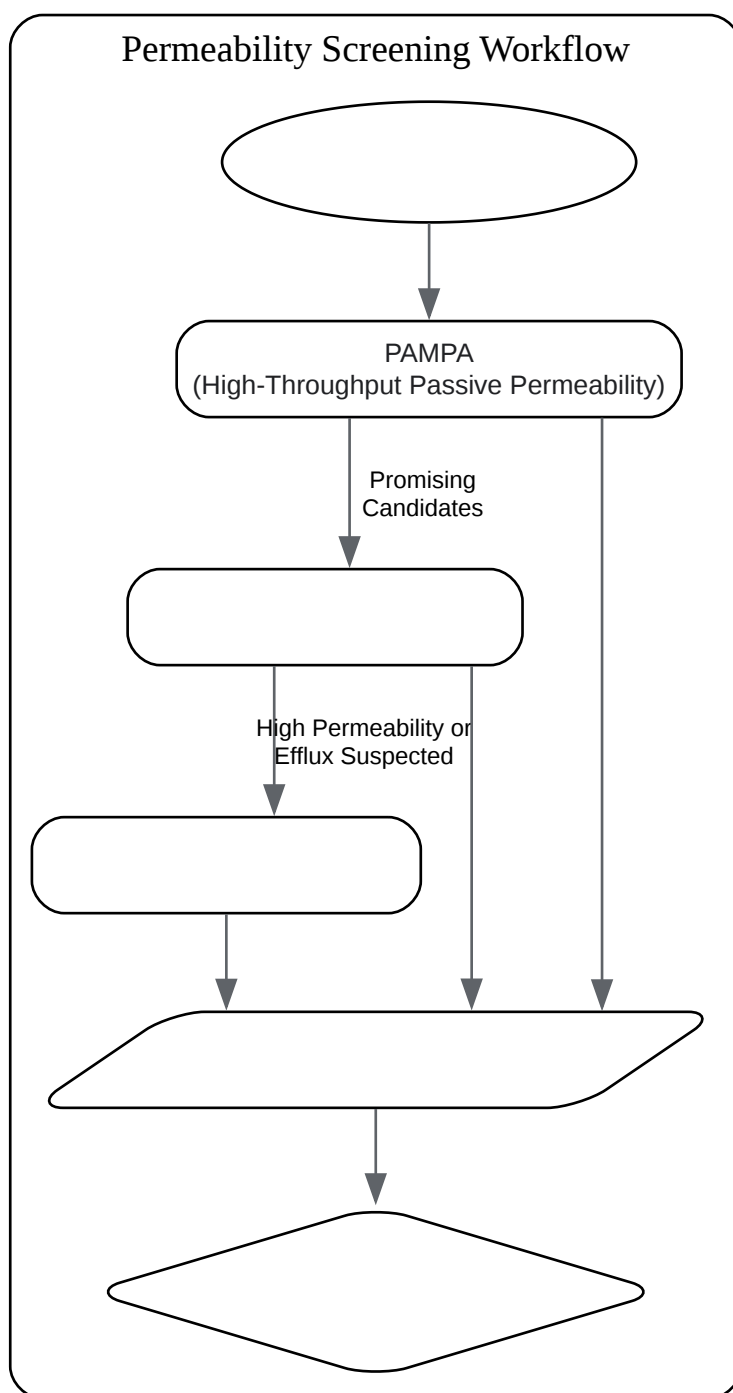 Permeability Screening Workflow
PAMPA
(High-Throughput Passive Permeability)
Promising
Candidates
High Permeability or
Efflux Suspected